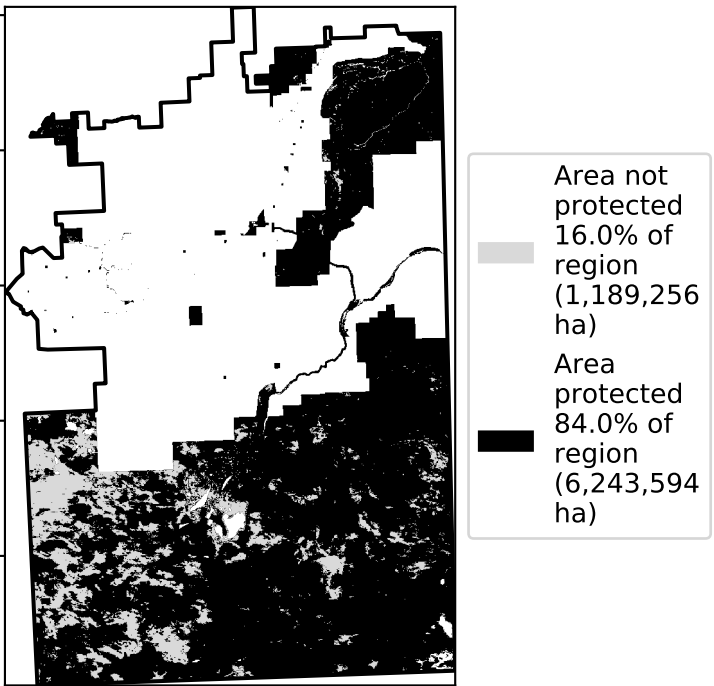 Area not
protected
16.0% of
region
(1,189,256
ha)
Area
protected
84.0% of
region
(6,243,594
ha)